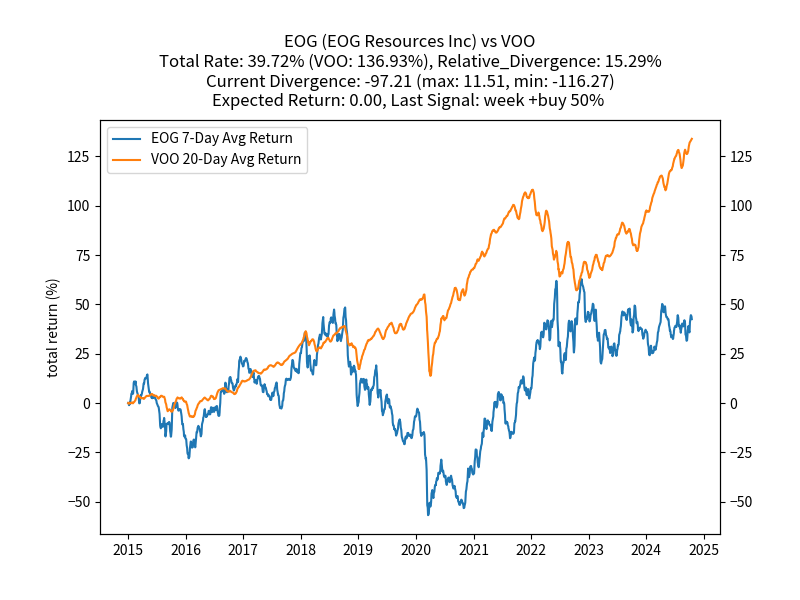 EOG (EOG Resources Inc) vs VOO
Total Rate: 39.72% (VOO: 136.93%), Relative_Divergence: 15.29%
Current Divergence: -97.21 (max: 11.51, min: -116.27)
Expected Return: 0.00, Last Signal: week +buy 50%
EOG 7-Day Avg Return
VOO 20-Day Avg Return
total return (%)
125
100
75
50
25
0
−25
−50
125
100
75
50
25
0
−25
−50
2015 2016 2017 2018 2019 2020 2021 2022 2023 2024 2025